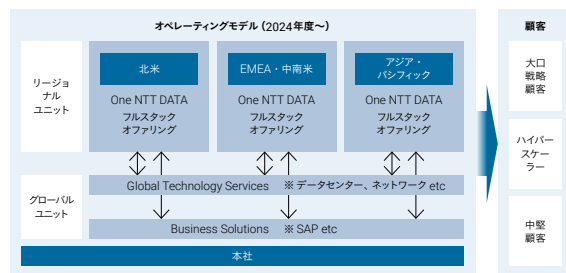 オペレーティングモデル（2024年度～）
リージョ
ナル
ユニット
北米
One NTT DATA
フルスタック
オファリング
EMEA・中南米
One NTT DATA
フルスタック
オファリング
アジア・
パシフィック
One NTT DATA
フルスタック
オファリング
グローバル
ユニット
Global Technology Services ※ データセンター、ネットワーク etc
Business Solutions ※ SAP etc
本社
顧客
大口
戦略
顧客
ハイパー
スケー
ラー
中堅
顧客